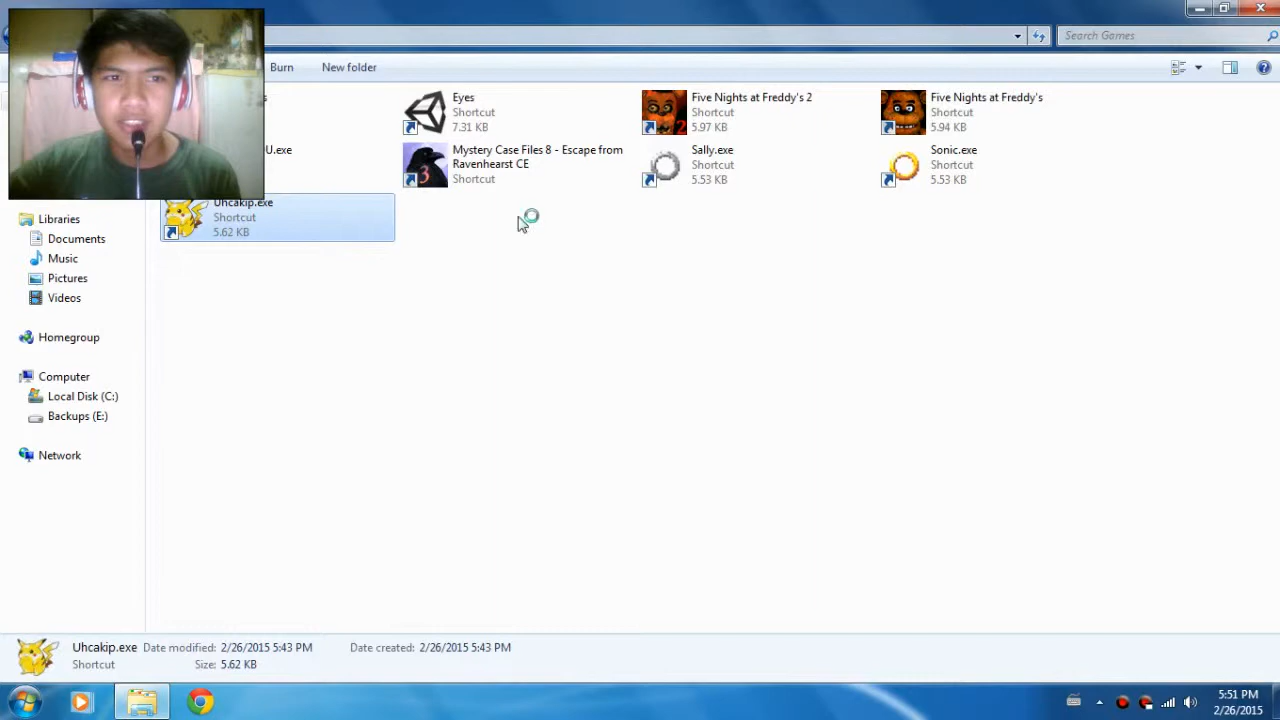 Search Games
Burn
New folder
s
Eyes
Shortcut
7.31 KB
Five Nights at Freddy's 2
Shortcut
5.97 KB
2
Five Nights at Freddy's
Shortcut
5.94 KB
U.exe
Mystery Case Files 8 - Escape from
Ravenhearst CE
Shortcut
3
Sally.exe
Shortcut
5.53 KB
Sonic.exe
Shortcut
5.53 KB
Uhcakip.exe
Shortcut
5.62 KB
Libraries
Documents
Music
Pictures
Videos
Homegroup
Computer
Local Disk (C:)
Backups (E:)
Network
Uhcakip.exe Date modified: 2/26/2015 5:43 PM Date created: 2/26/2015 5:43 PM
Shortcut Size: 5.62 KB
5:51 PM
2/26/2015